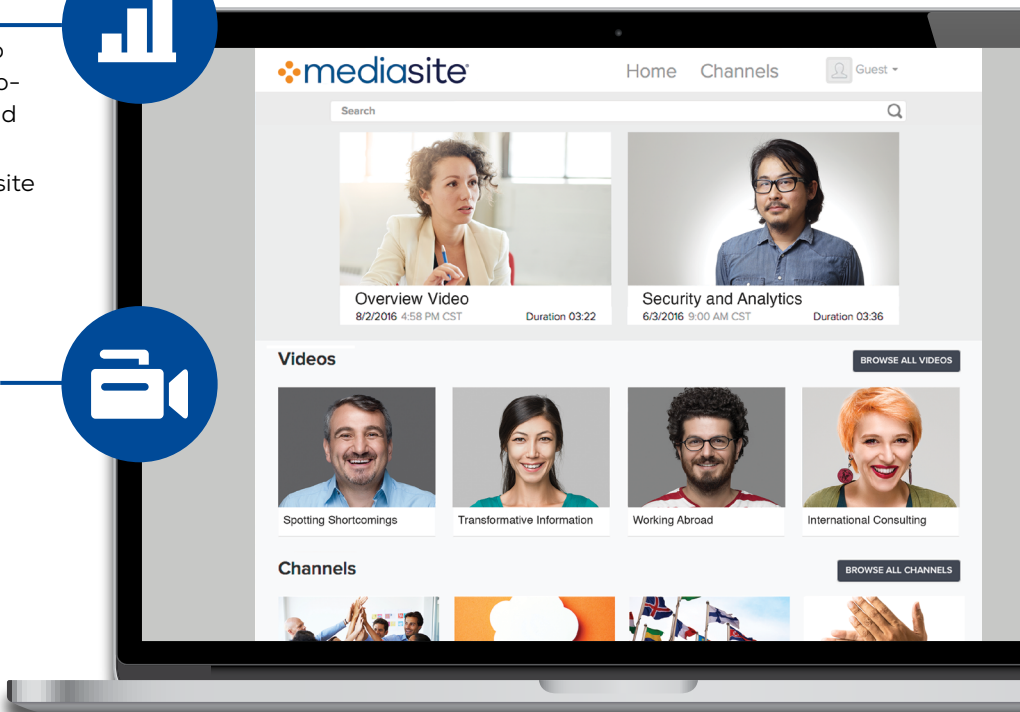 site
mediasite
Home Channels Guest
Search
Overview Video
8/2/2016 4:58 PM CST Duration 03:22
Security and Analytics
6/3/2016 9:00 AM CST Duration 03:36
Videos BROWSE ALL VIDEOS
Spotting Shortcomings Transformative Information Working Abroad International Consulting
Channels BROWSE ALL CHANNELS